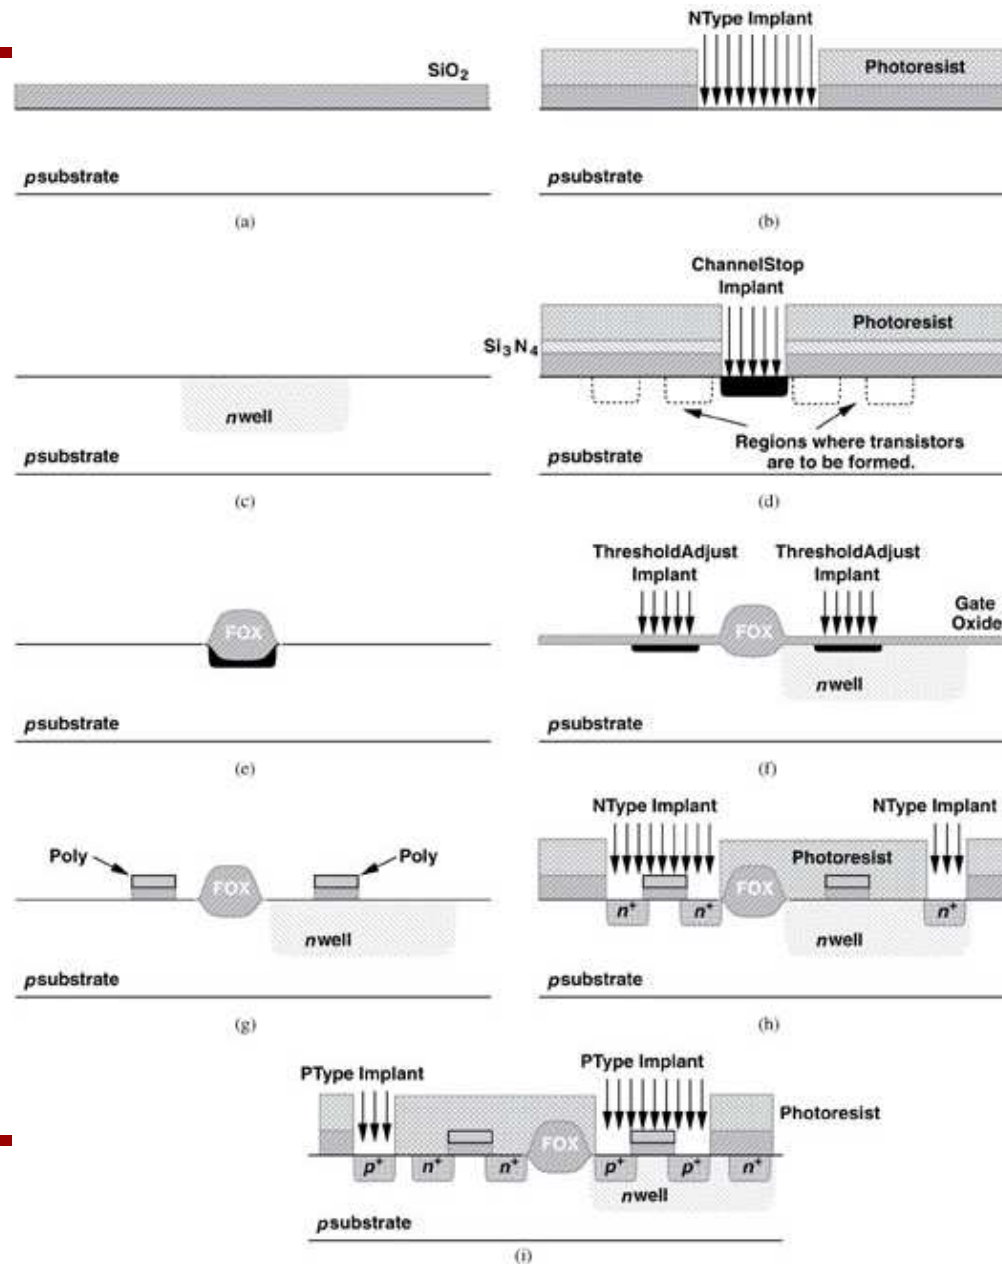 SiO2
psubstrate
(a)
NType Implant
Photoresist
psubstrate
(b)
nwell
psubstrate
(c)
ChannelStop
Implant
Photoresist
Si3N4
Regions where transistors
are to be formed.
psubstrate
(d)
FOX
psubstrate
(e)
ThresholdAdjust
Implant
ThresholdAdjust
Implant
Gate
Oxide
FOX
nwell
psubstrate
(f)
Poly
Poly
FOX
nwell
psubstrate
(g)
NType Implant
NType Implant
Photoresist
FOX
n+
n+
n+
nwell
psubstrate
(h)
PType Implant
PType Implant
Photoresist
FOX
p+
n+
n+
p+
p+
n+
nwell
psubstrate
(i)